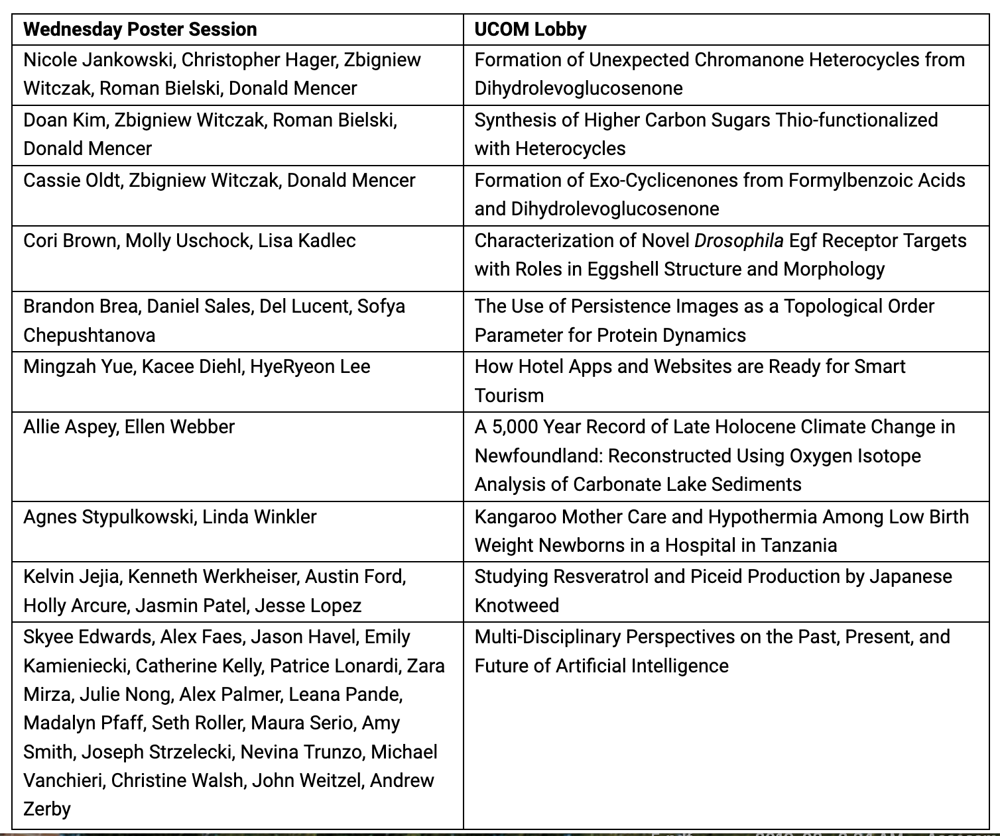 Wednesday Poster Session
UCOM Lobby
Nicole Jankowski, Christopher Hager, Zbigniew
Witczak, Roman Bielski, Donald Mencer
Formation of Unexpected Chromanone Heterocycles from
Dihydrolevoglucosenone
Doan Kim, Zbigniew Witczak, Roman Bielski,
Donald Mencer
Synthesis of Higher Carbon Sugars Thio-functionalized
with Heterocycles
Cassie Oldt, Zbigniew Witczak, Donald Mencer
Formation of Exo-Cyclicenones from Formylbenzoic Acids
and Dihydrolevoglucosenone
Cori Brown, Molly Uschock, Lisa Kadlec
Characterization of Novel Drosophila Egf Receptor Targets
with Roles in Eggshell Structure and Morphology
Brandon Brea, Daniel Sales, Del Lucent, Sofya
Chepushtanova
The Use of Persistence Images as a Topological Order
Parameter for Protein Dynamics
Mingzah Yue, Kacee Diehl, HyeRyeon Lee
How Hotel Apps and Websites are Ready for Smart
Tourism
Allie Aspey, Ellen Webber
A 5,000 Year Record of Late Holocene Climate Change in
Newfoundland: Reconstructed Using Oxygen Isotope
Analysis of Carbonate Lake Sediments
Agnes Stypulkowski, Linda Winkler
Kangaroo Mother Care and Hypothermia Among Low Birth
Weight Newborns in a Hospital in Tanzania
Kelvin Jejia, Kenneth Werkheiser, Austin Ford,
Holly Arcure, Jasmin Patel, Jesse Lopez
Studying Resveratrol and Piceid Production by Japanese
Knotweed
Skyee Edwards, Alex Faes, Jason Havel, Emily
Kamieniecki, Catherine Kelly, Patrice Lonardi, Zara
Mirza, Julie Nong, Alex Palmer, Leana Pande,
Madalyn Pfaff, Seth Roller, Maura Serio, Amy
Smith, Joseph Strzelecki, Nevina Trunzo, Michael
Vanchieri, Christine Walsh, John Weitzel, Andrew
Zerby
Multi-Disciplinary Perspectives on the Past, Present, and
Future of Artificial Intelligence